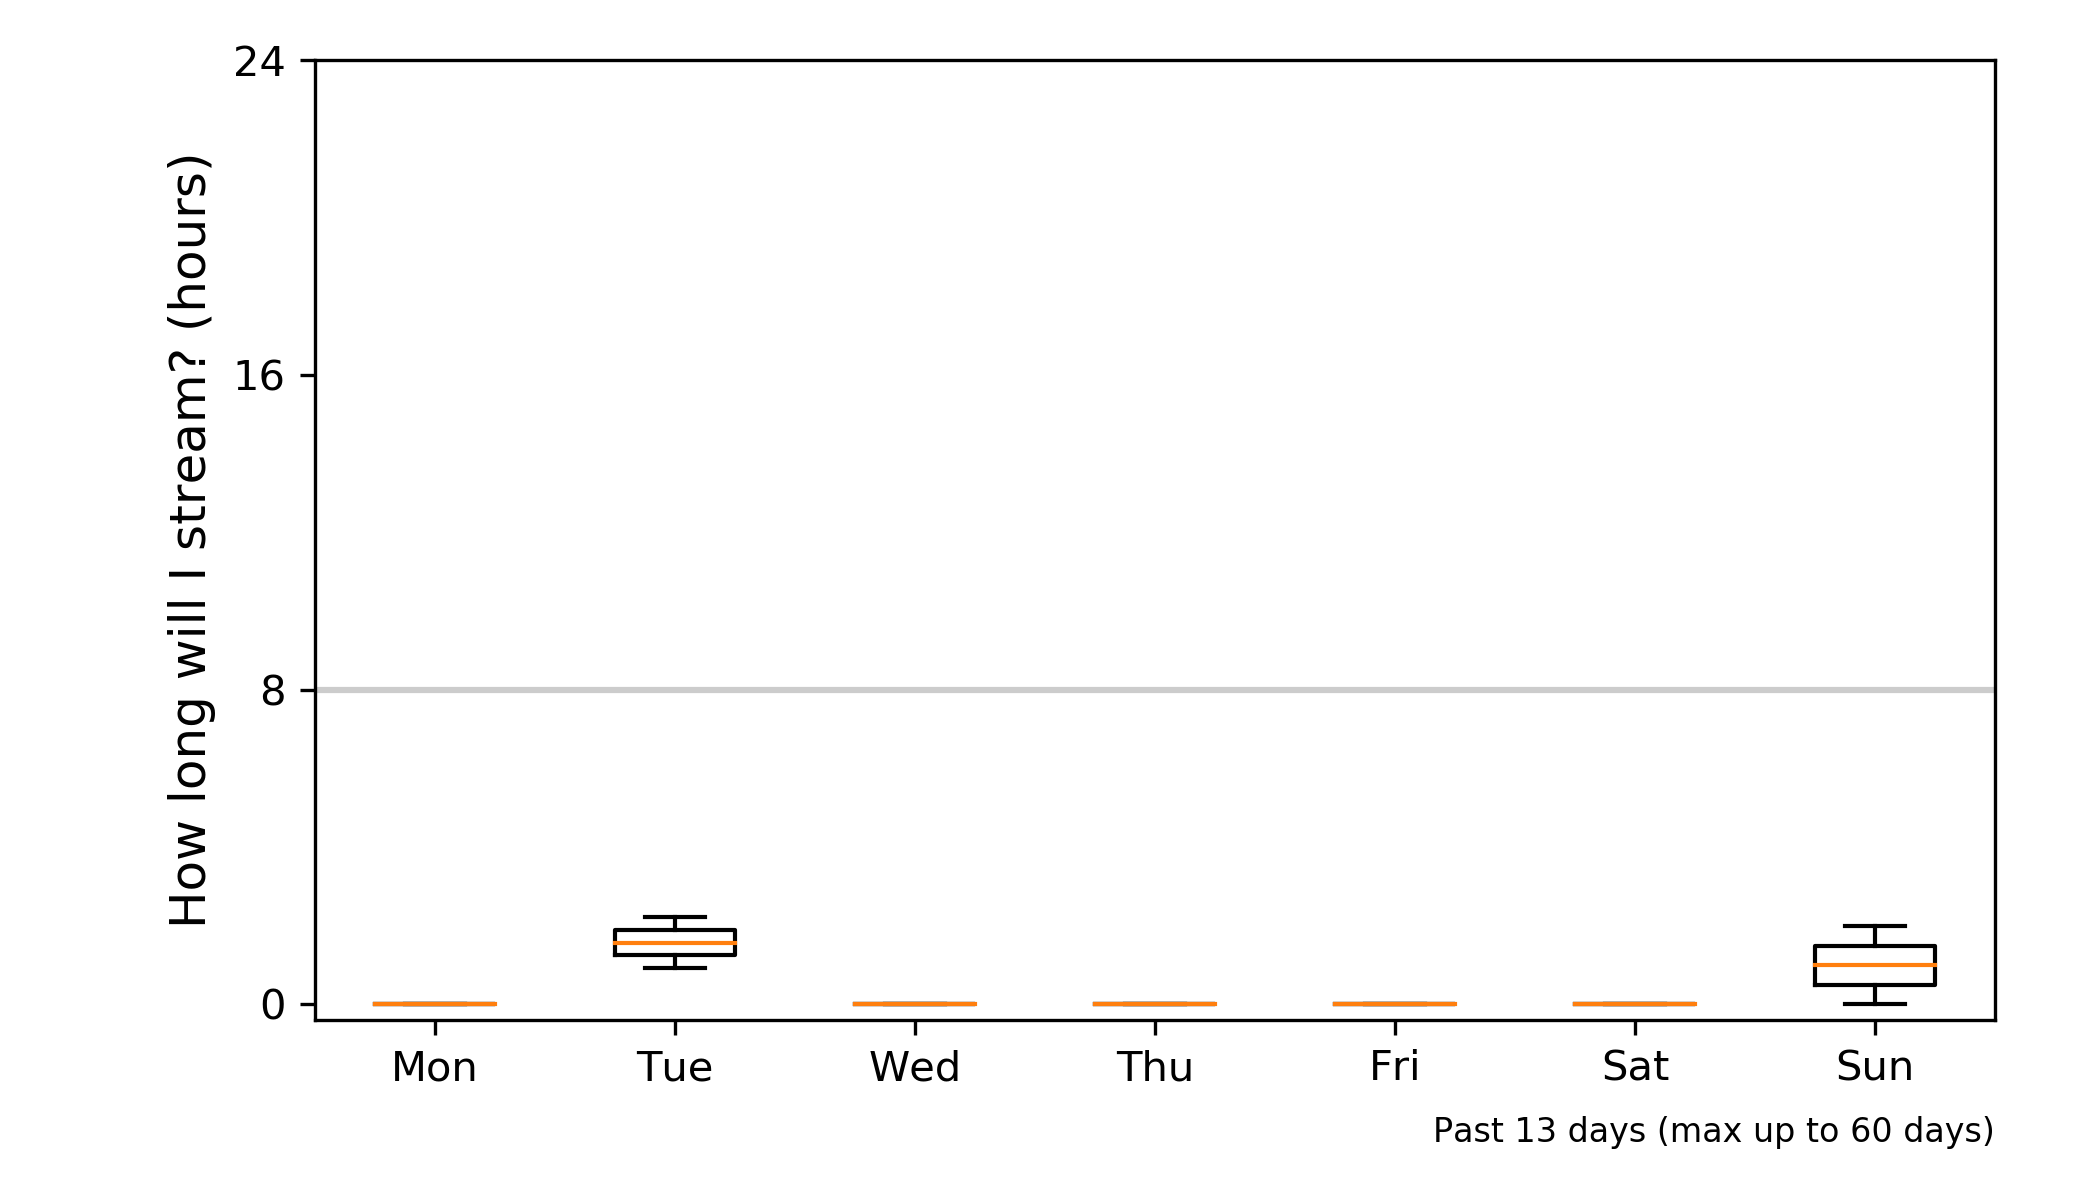 How long will I stream? (hours)
24
16
8
0
Mon Tue Wed Thu Fri Sat Sun
Past 13 days (max up to 60 days)